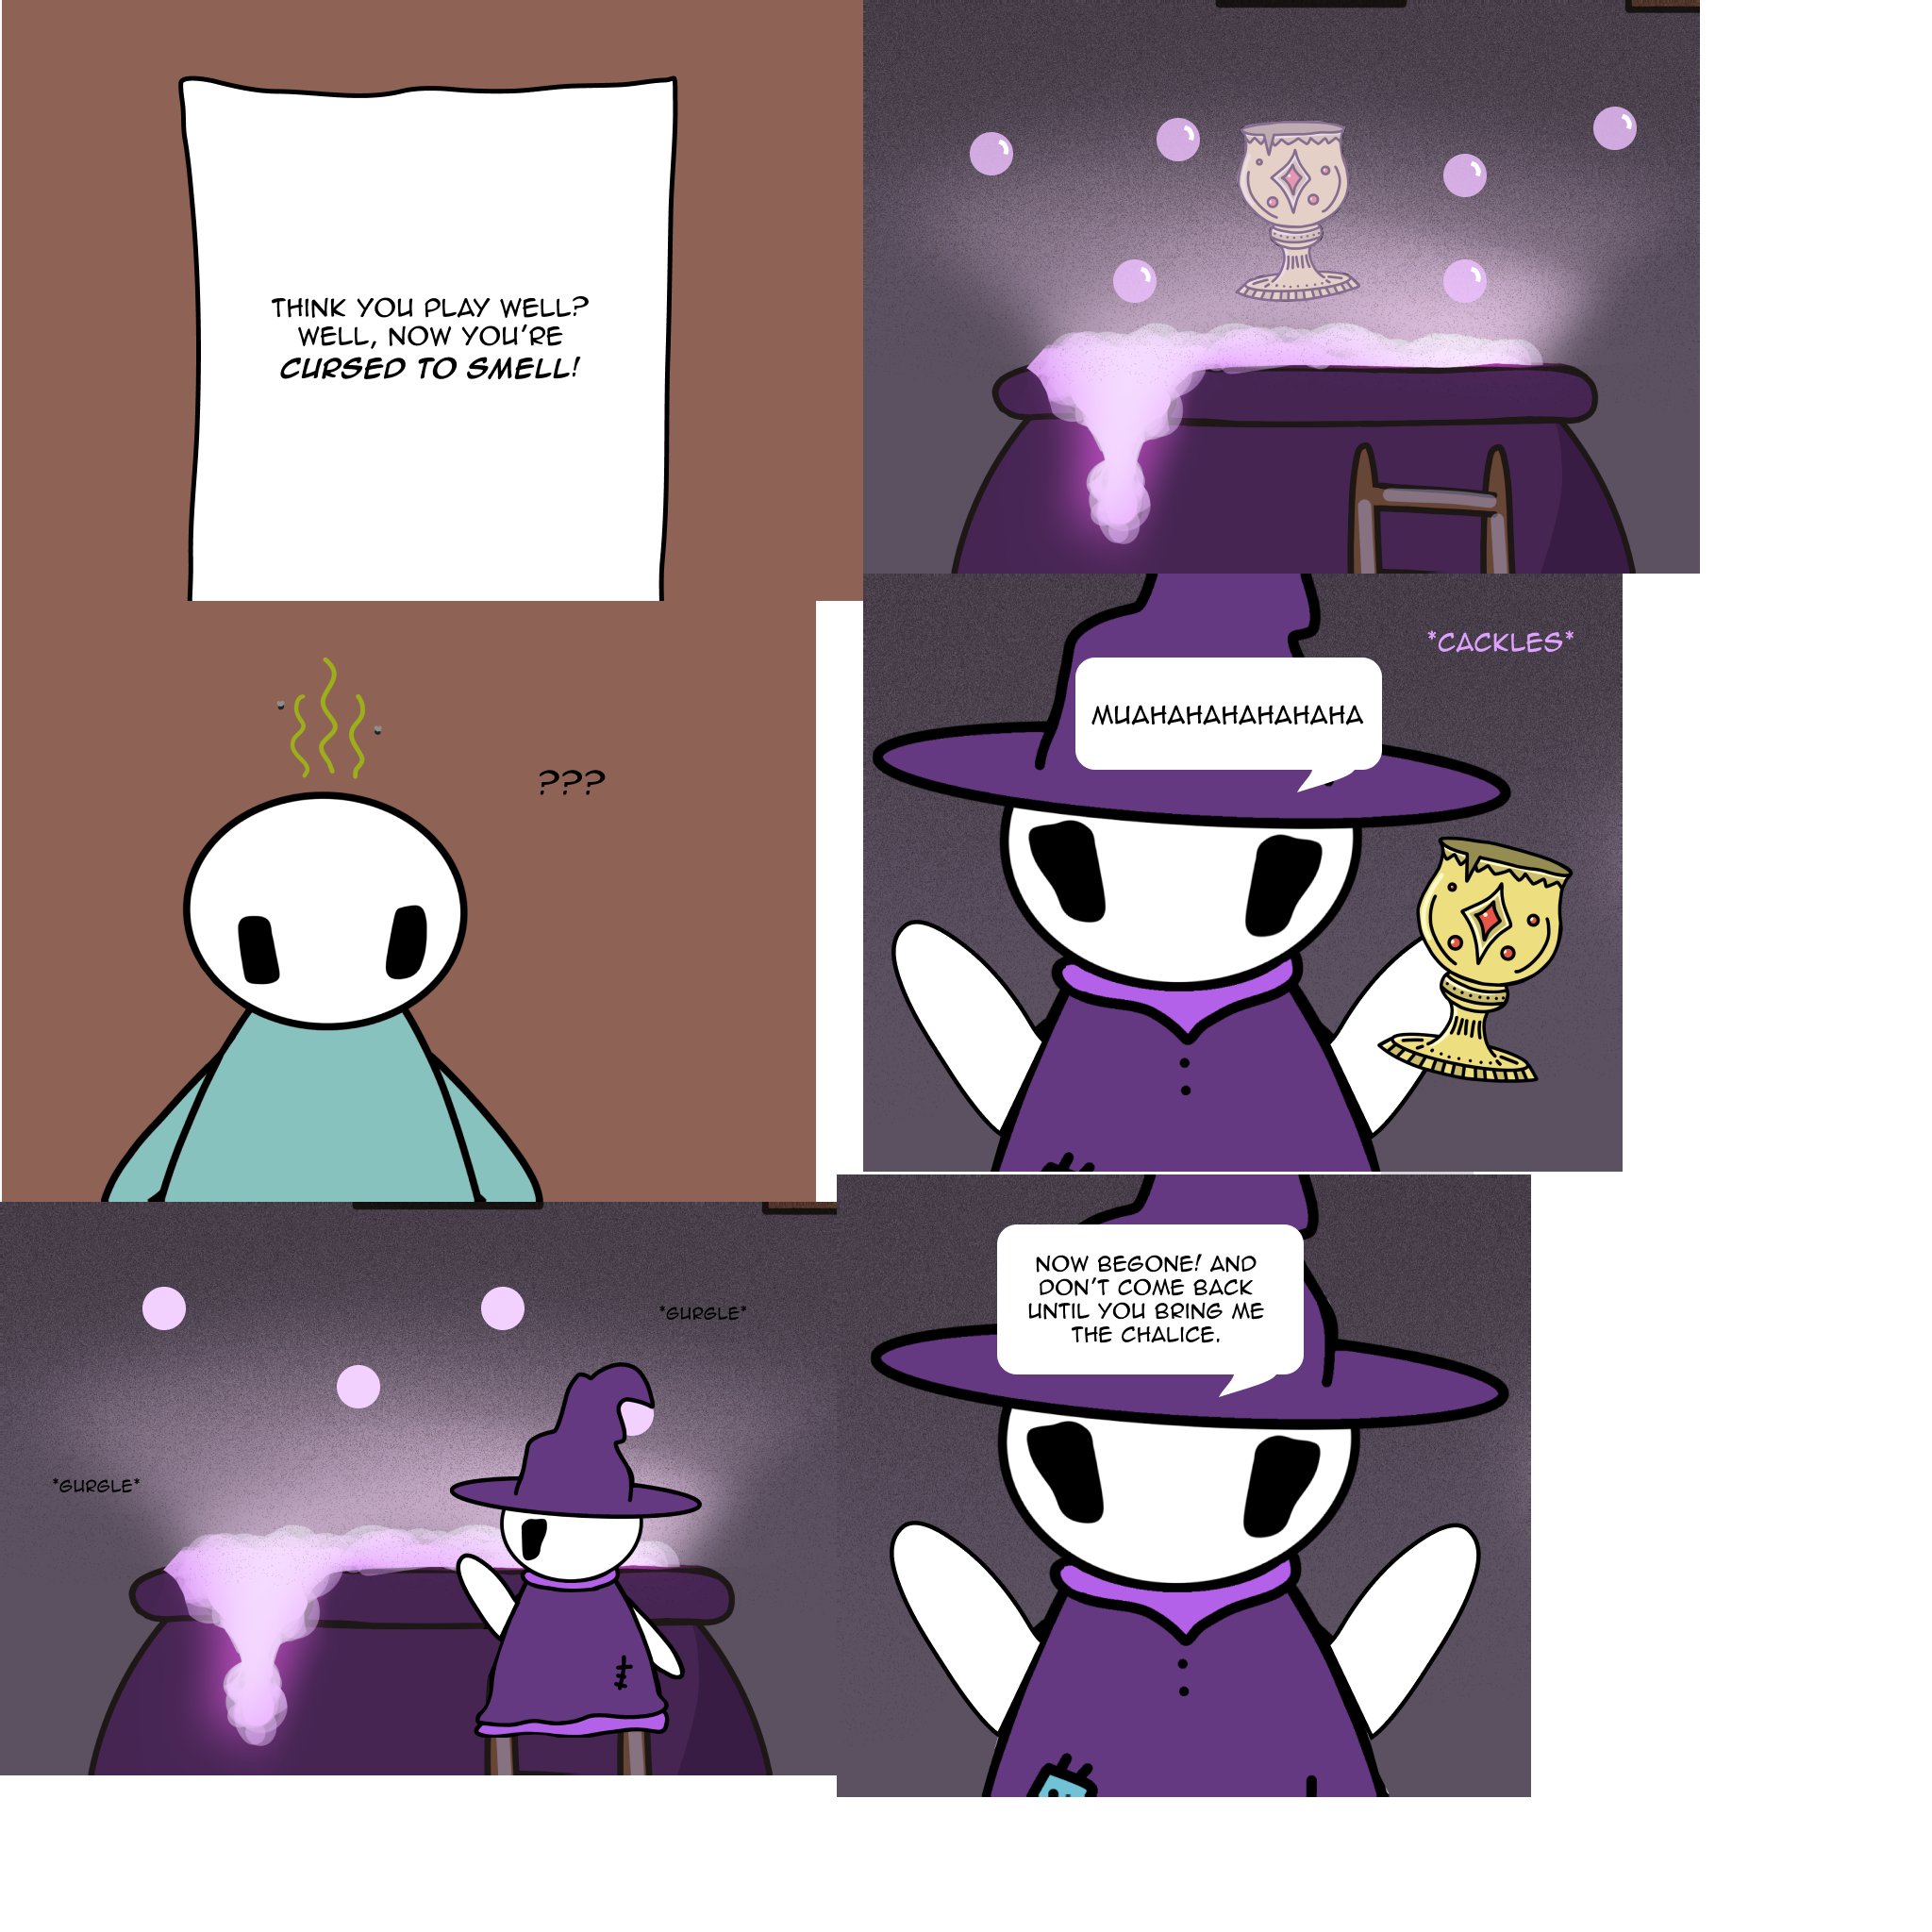 THINK YOU PLAY WELL?
WELL, NOW YOU'RE
CURSED TO SMELL!
???
*CACKLES*
MUAHAHAHAHAHAHA
*GURGLE*
*GURGLE*
NOW BEGONE! AND
DON'T COME BACK
UNTIL YOU BRING ME
THE CHALICE.